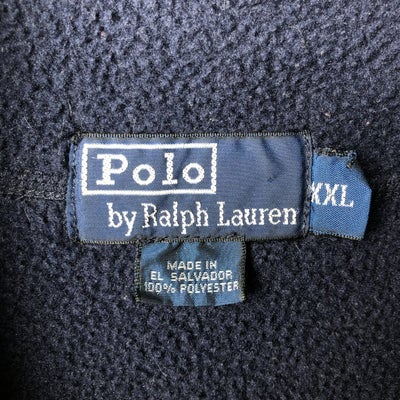 Polo
by Ralph Lauren
XXL
MADE IN
EL SALVADOR
100% POLYESTER